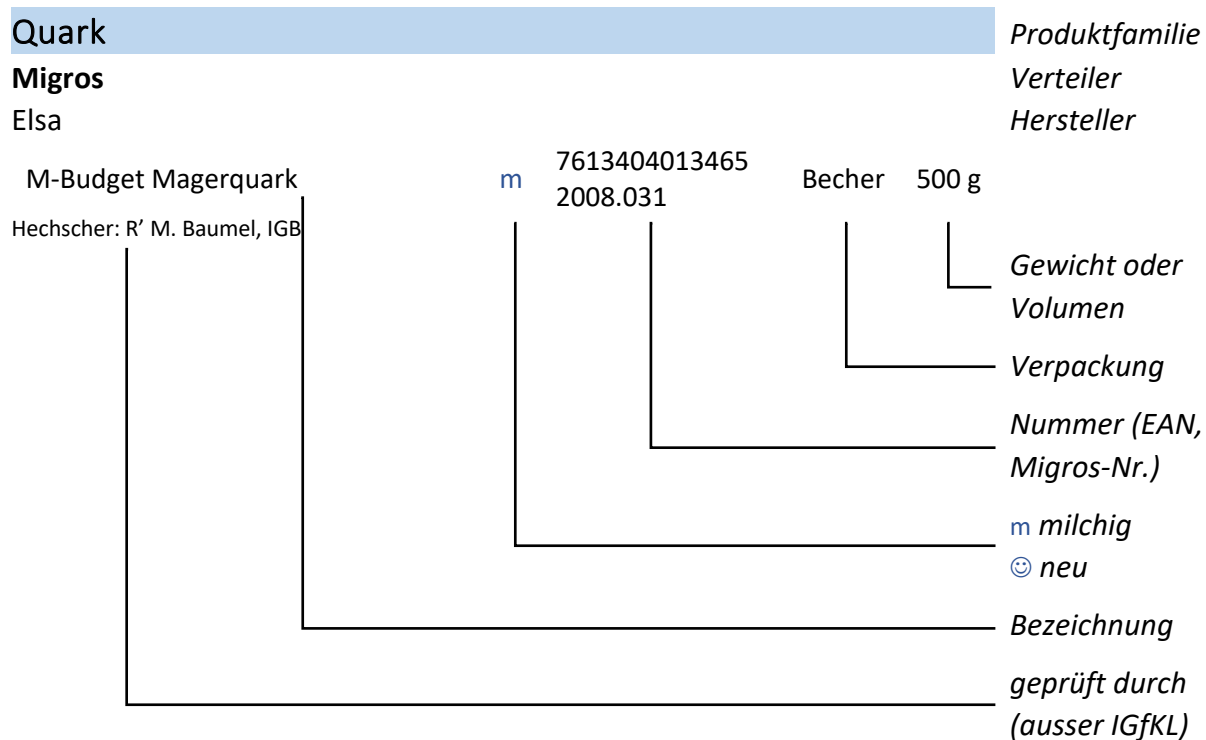 Quark Produktfamilie
Migros Verteiler
Elsa Hersteller
M-Budget Magerquark m 7613404013465 Becher 500 g
2008.031
Hechscher: R’ M. Baumel, IGB
Gewicht oder
Volumen
Verpackung
Nummer (EAN,
Migros-Nr.)
m milchig
☺ neu
Bezeichnung
geprüft durch
(ausser IGfKL)